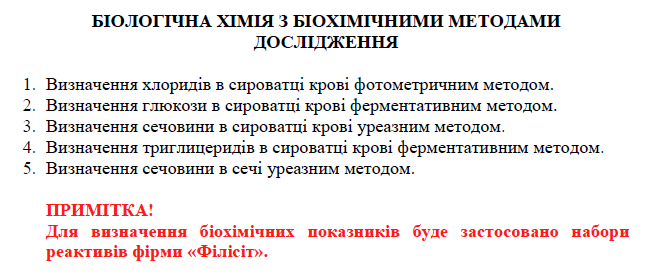 БІОЛОГІЧНА ХІМІЯ З БІОХІМІЧНИМИ МЕТОДАМИ
ДОСЛІДЖЕННЯ
1. Визначення хлоридів в сироватці крові фотометричним методом.
2. Визначення глюкози в сироватці крові ферментативним методом.
3. Визначення сечовини в сироватці крові уреазним методом.
4. Визначення триглицеридів в сироватці крові ферментативним методом.
5. Визначення сечовини в сечі уреазним методом.
ПРИМІТКА!
Для визначення біохімічних показників буде застосовано набори
реактивів фірми «Філісіт».